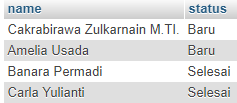 name status
Cakrabirawa Zulkarnain M.TI. Baru
Amelia Usada Baru
Banara Permadi Selesai
Carla Yulianti Selesai